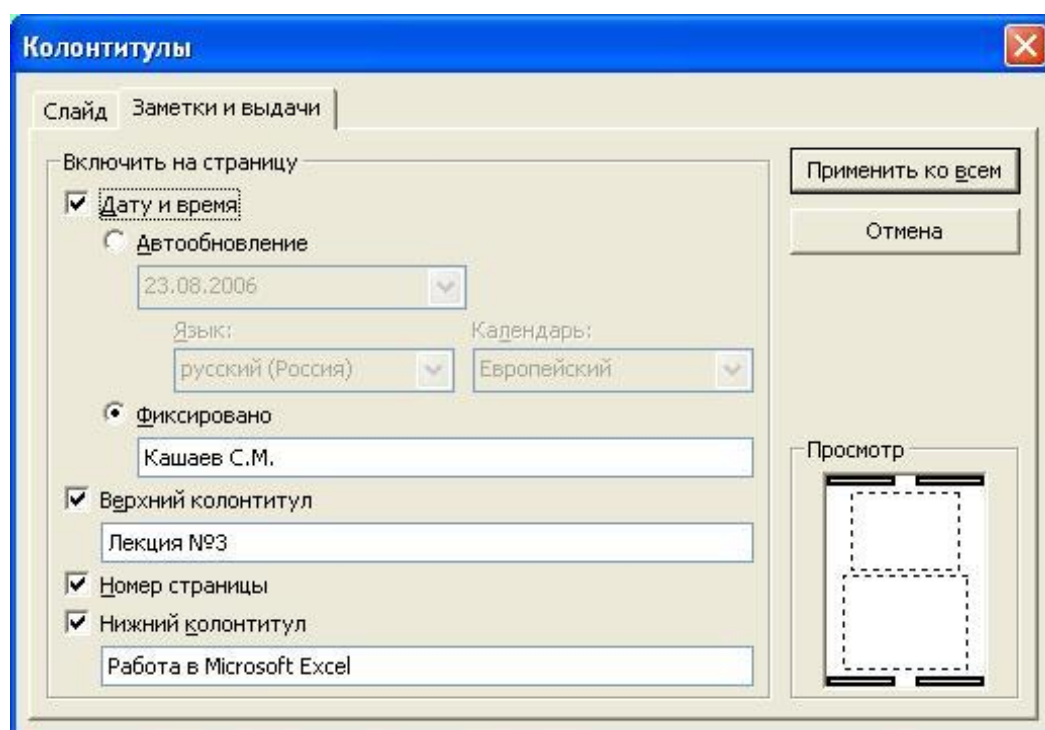 Колонтитулы
Слайд Заметки и выдачи
Включить на страницу
Дату и время
Автообновление
23.08.2006
Язык: Календарь:
русский (Россия) Европейский
Фиксировано
Кашаев С.М.
Верхний колонтитул
Лекция №3
Номер страницы
Нижний колонтитул
Работа в Microsoft Excel
Применить ко всем
Отмена
Просмотр